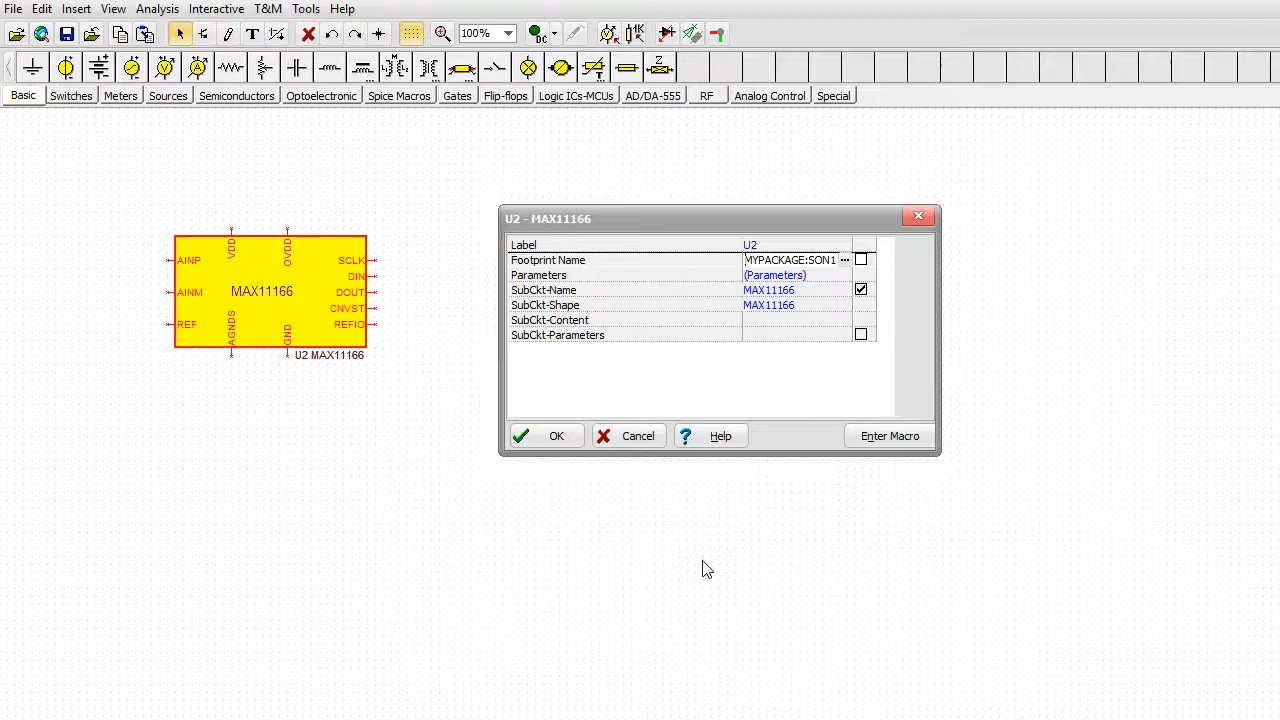 File Edit Insert View Analysis Interactive T&M Tools Help
100%
Basic Switches Meters Sources Semiconductors Optoelectronic Spice Macros Gates Flip-flops Logic ICs-MCUs AD/DA-555 RF Analog Control Special
VDD OVDD
AINP SCLK
DIN
AINM MAX11166 DOUT
CNVST
REF REFIO
AGNDS GND
U2 MAX11166
U2 - MAX11166
Label U2
Footprint Name MYPACKAGE:SON1 ...
Parameters (Parameters)
SubCkt-Name MAX11166
SubCkt-Shape MAX11166
SubCkt-Content
SubCkt-Parameters
OK Cancel Help Enter Macro